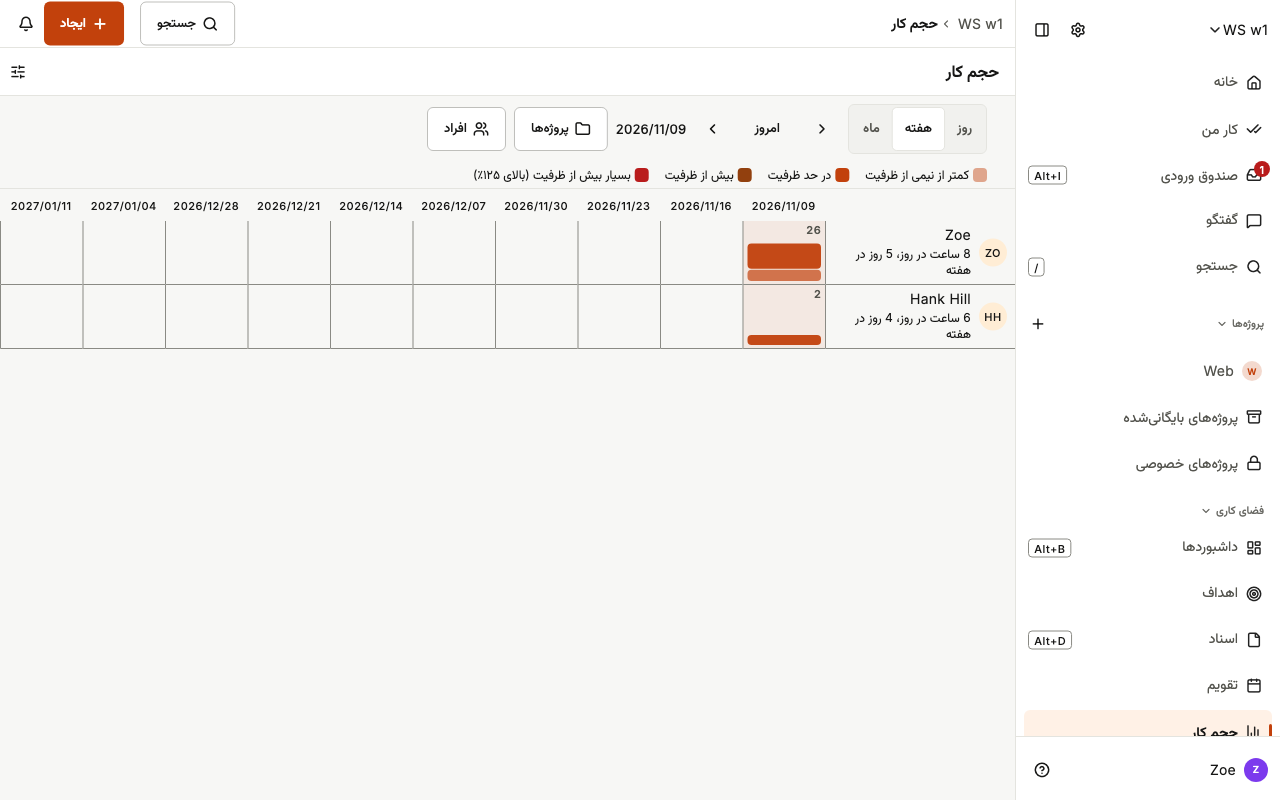 WS w1
خانه
کار من
1
صندوق ورودی
Alt+I
گفتگو
جستجو
/
پروژه‌ها
W
Web
پروژه‌های بایگانی‌شده
پروژه‌های خصوصی
فضای کاری
داشبوردها
Alt+B
اهداف
اسناد
Alt+D
تقویم
حجم کار
Z
Zoe
WS w1 › حجم کار
جستجو
ایجاد
حجم کار
روز
هفته
ماه
امروز
2026/11/09
پروژه‌ها
افراد
کمتر از نیمی از ظرفیت
در حد ظرفیت
بیش از ظرفیت
بسیار بیش از ظرفیت (بالای ۱۲۵٪)
2026/11/09
2026/11/16
2026/11/23
2026/11/30
2026/12/07
2026/12/14
2026/12/21
2026/12/28
2027/01/04
2027/01/11
ZO
Zoe
8 ساعت در روز، 5 روز در
هفته
26
HH
Hank Hill
6 ساعت در روز، 4 روز در
هفته
2